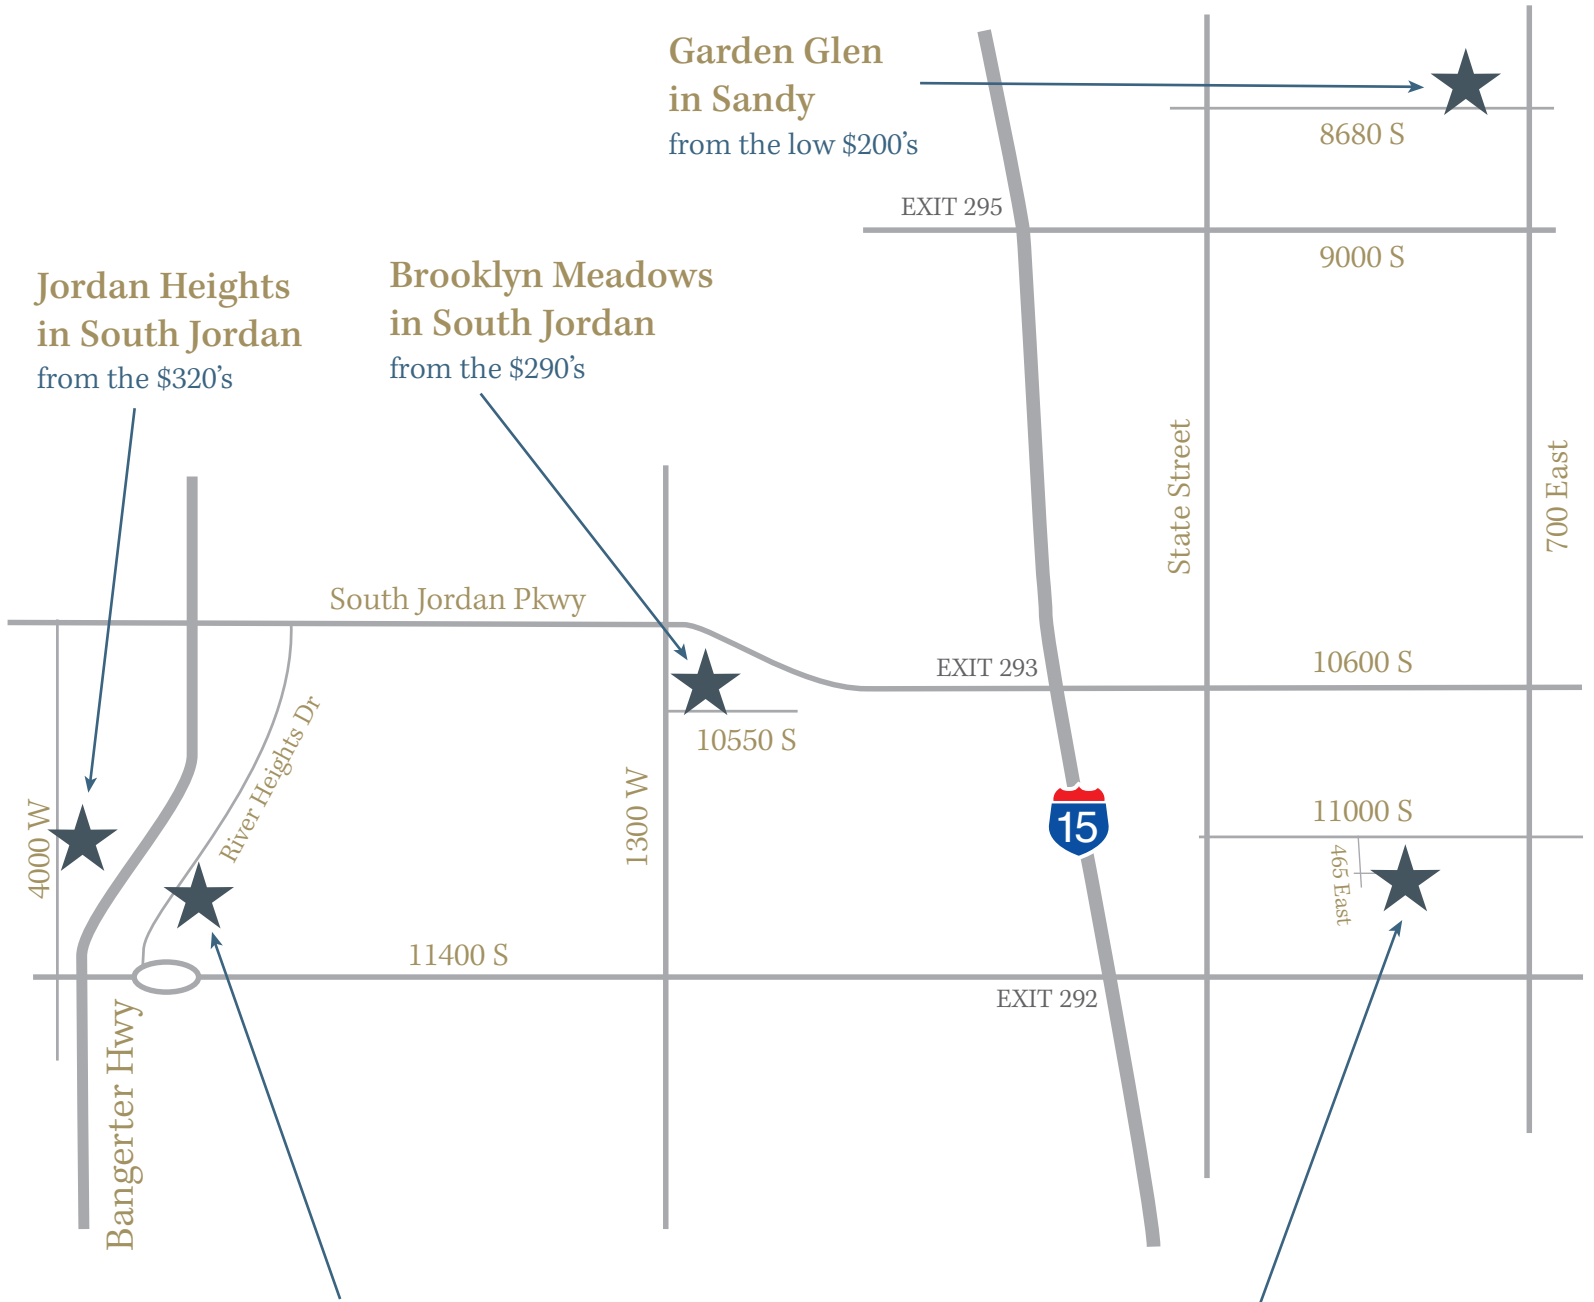 Garden Glen
in Sandy
from the low $200’s
8680 S
EXIT 295
9000 S
Jordan Heights
in South Jordan
from the $320’s
Brooklyn Meadows
in South Jordan
from the $290’s
State Street
700 East
South Jordan Pkwy
EXIT 293
10600 S
River Heights Dr
10550 S
4000 W
1300 W
15
11000 S
465 East
11400 S
EXIT 292
Bangerter Hwy